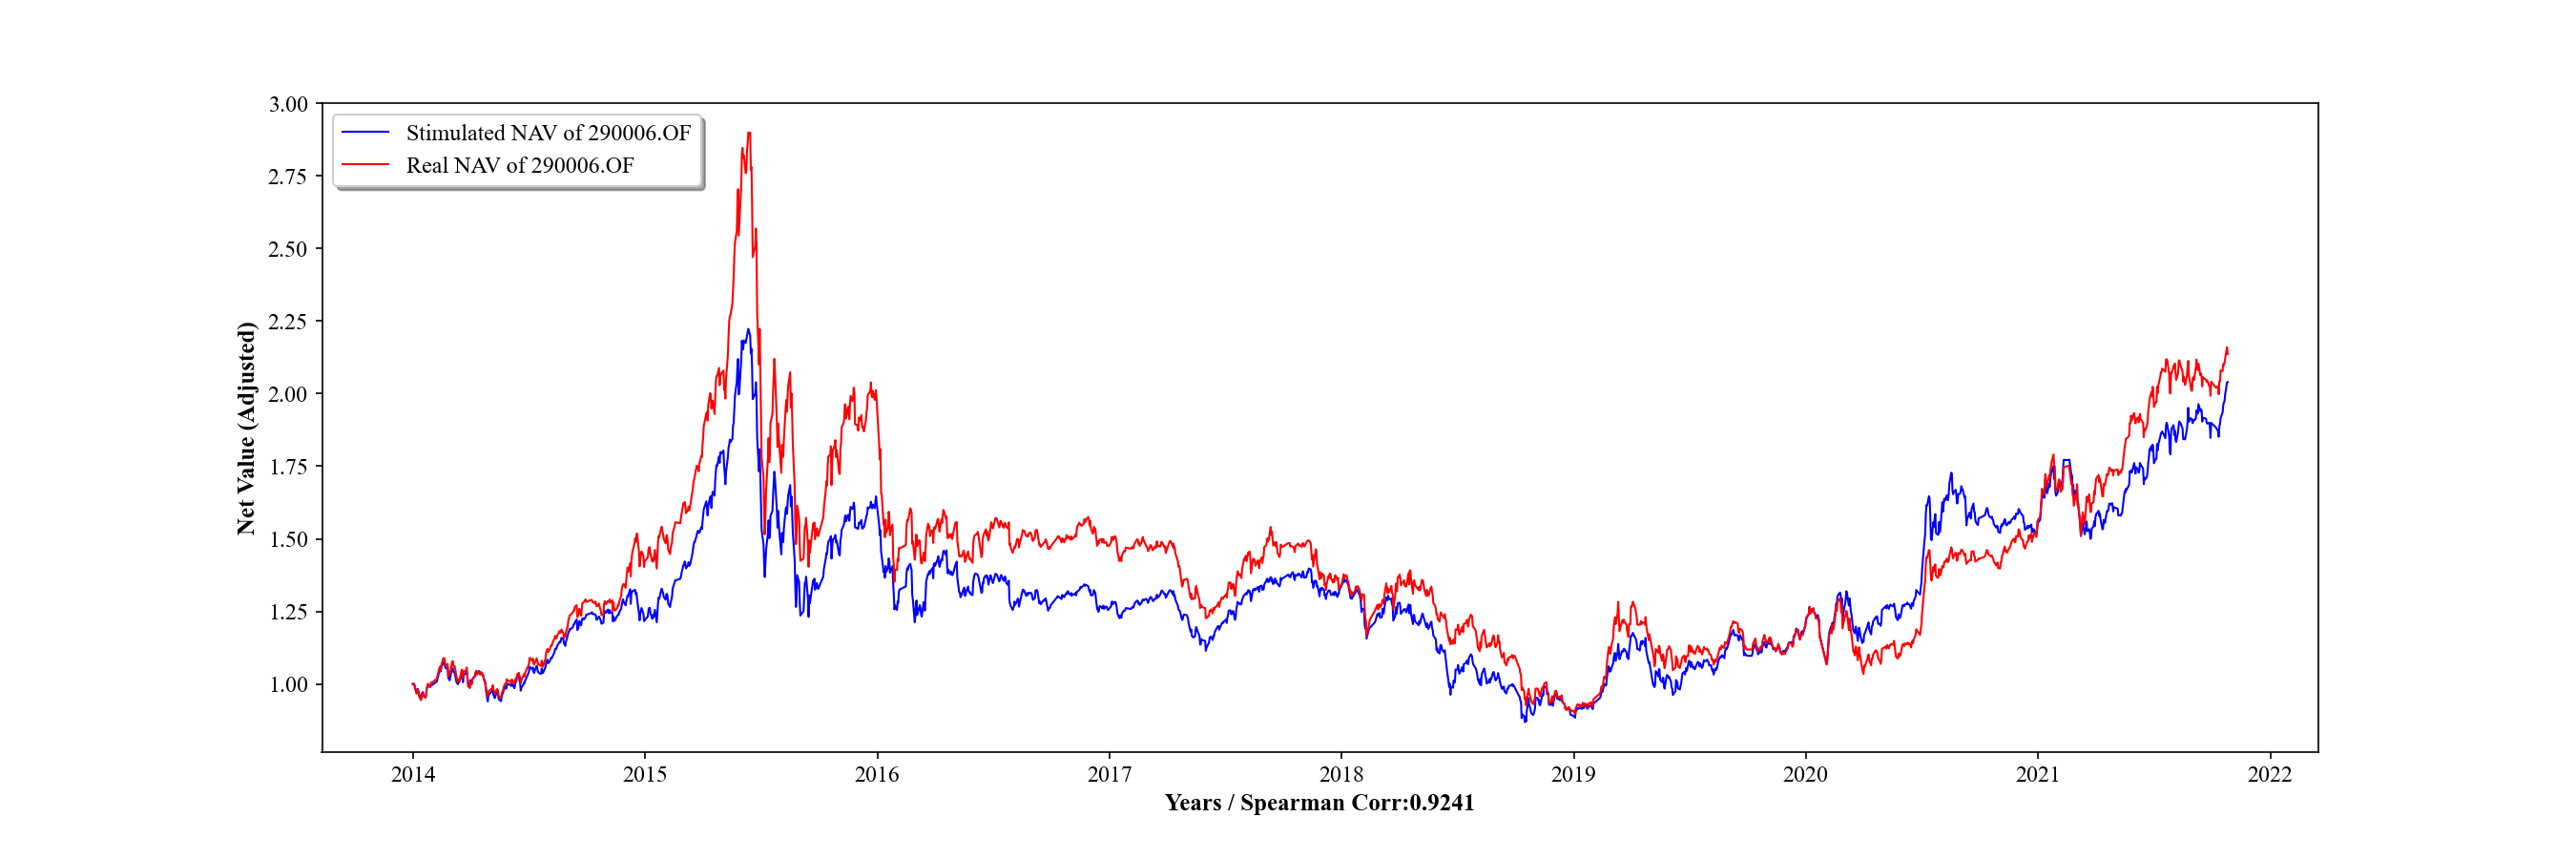 3.00
2.75
2.50
2.25
2.00
1.75
1.50
1.25
1.00
Net Value (Adjusted)
Stimulated NAV of 290006.OF
Real NAV of 290006.OF
2014 2015 2016 2017 2018 2019 2020 2021 2022
Years / Spearman Corr:0.9241